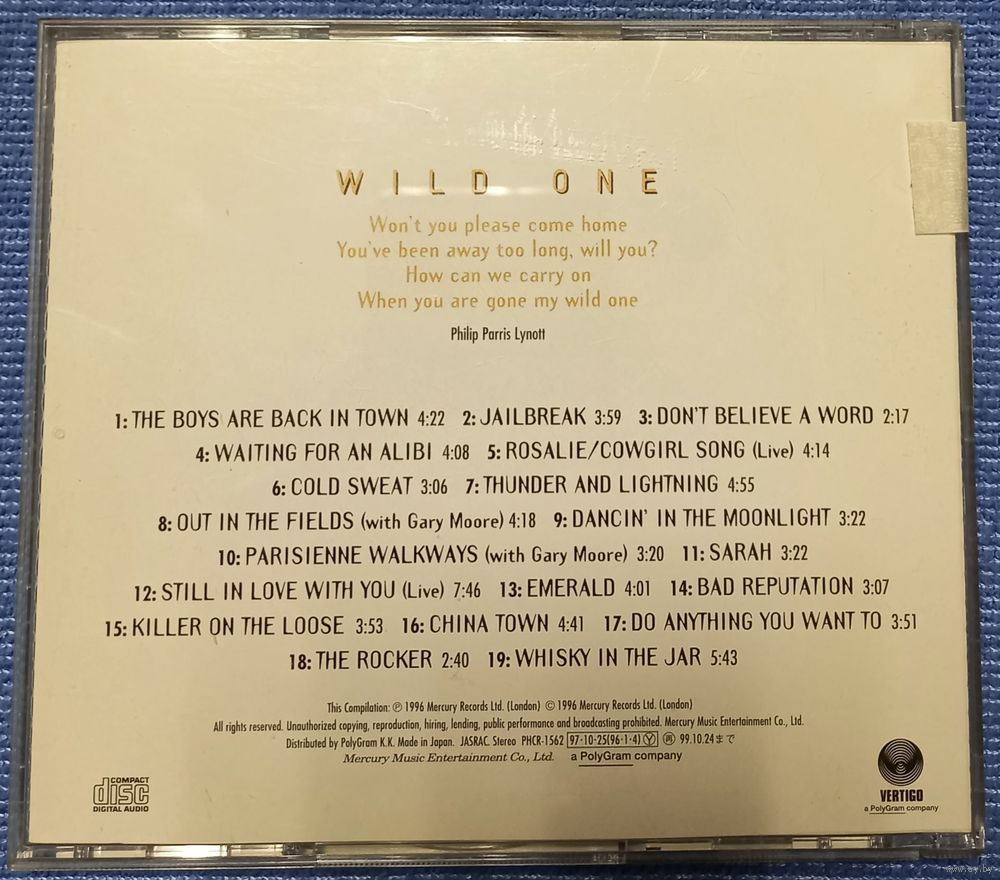 WILD ONE
Won't you please come home
You've been away too long, will you?
How can we carry on
When you are gone my wild one
Philip Parris Lynott
1: THE BOYS ARE BACK IN TOWN 4:22 2: JAILBREAK 3:59 3: DON'T BELIEVE A WORD 2:17
4: WAITING FOR AN ALIBI 4:08 5: ROSALIE/COWGIRL SONG (Live) 4:14
6: COLD SWEAT 3:06 7: THUNDER AND LIGHTNING 4:55
8: OUT IN THE FIELDS (with Gary Moore) 4:18 9: DANCIN' IN THE MOONLIGHT 3:22
10: PARISIENNE WALKWAYS (with Gary Moore) 3:20 11: SARAH 3:22
12: STILL IN LOVE WITH YOU (Live) 7:46 13: EMERALD 4:01 14: BAD REPUTATION 3:07
15: KILLER ON THE LOOSE 3:53 16: CHINA TOWN 4:41 17: DO ANYTHING YOU WANT TO 3:51
18: THE ROCKER 2:40 19: WHISKY IN THE JAR 5:43
This Compilation: ℗ 1996 Mercury Records Ltd. (London) © 1996 Mercury Records Ltd. (London)
All rights reserved. Unauthorized copying, reproduction, hiring, lending, public performance and broadcasting prohibited. Mercury Music Entertainment Co., Ltd.
Distributed by PolyGram K.K. Made in Japan. JASRAC. Stereo PHCR-1562 97·10·25(96·1·4) Ⓨ ㊞ 99.10.24まで
Mercury Music Entertainment Co., Ltd. a PolyGram company
COMPACT
disc
DIGITAL AUDIO
VERTIGO
a PolyGram company